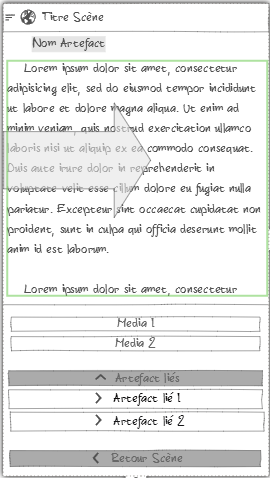 Titre Scène
Nom Artefact
Lorem ipsum dolor sit amet, consectetur
adipisicing elit, sed do eiusmod tempor incididunt
ut labore et dolore magna aliqua. Ut enim ad
minim veniam, quis nostrud exercitation ullamco
laboris nisi ut aliquip ex ea commodo consequat.
Duis aute irure dolor in reprehenderit in
voluptate velit esse cillum dolore eu fugiat nulla
pariatur. Excepteur sint occaecat cupidatat non
proident, sunt in culpa qui officia deserunt mollit
anim id est laborum.
Lorem ipsum dolor sit amet, consectetur
Media 1
Media 2
Artefact liés
Artefact lié 1
Artefact lié 2
Retour Scène